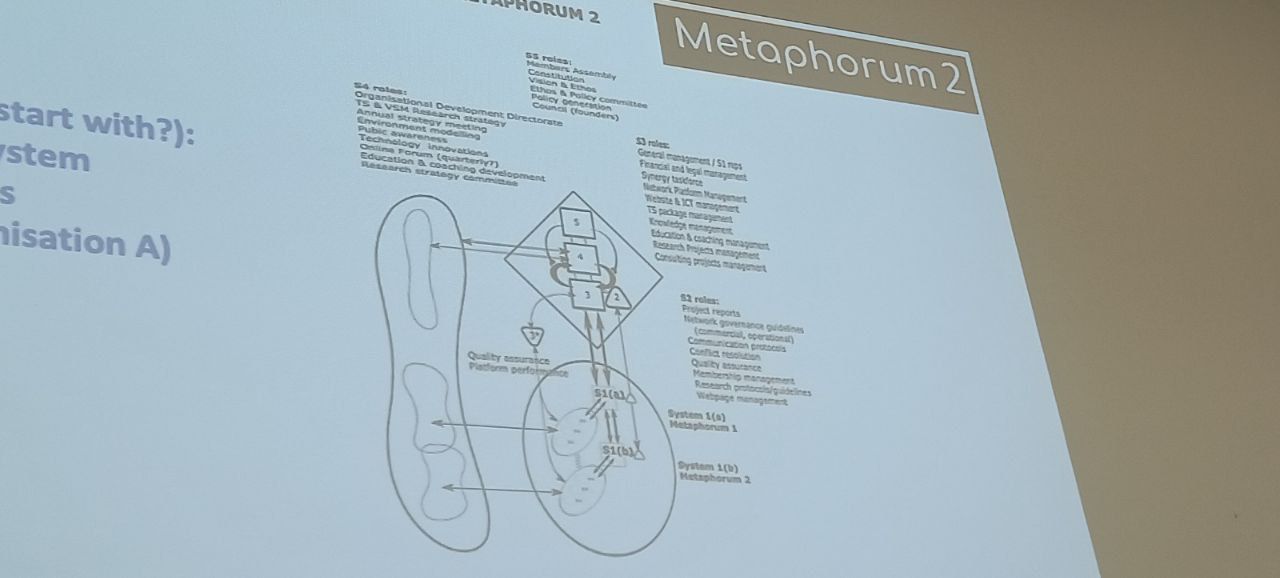 METAPHORUM 2
Metaphorum 2
start with?):
ystem
s
nisation A)
S5 roles:
Members Assembly
Constitution
Vision & Ethos
Ethos & Policy committee
Policy generation
Council (founders)
S4 roles:
Organisational Development Directorate
TS & VSM Research strategy
Annual strategy meeting
Environment modelling
Pubic awareness
Technology innovations
Online Forum (quarterly?)
Education & coaching development
Research strategy committee
S3 roles:
General management / S1 reps
Financial and legal management
Synergy taskforce
Network Platform Management
Website & ICT management
TS package management
Knowledge management
Education & coaching management
Research Projects management
Consulting projects management
5
4
3
2
3*
S2 roles:
Project reports
Network governance guidelines
(commercial, operational)
Communication protocols
Conflict resolution
Quality assurance
Membership management
Research protocols/guidelines
Webpage management
Quality assurance
Platform performance
S1(a)
S1(b)
System 1(a)
Metaphorum 1
System 1(b)
Metaphorum 2